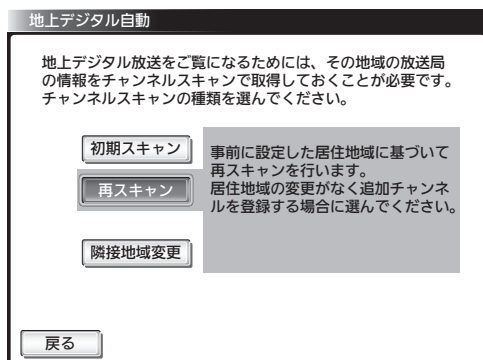 地上デジタル自動
地上デジタル放送をご覧になるためには、その地域の放送局
の情報をチャンネルスキャンで取得しておくことが必要です。
チャンネルスキャンの種類を選んでください。
初期スキャン
再スキャン
隣接地域変更
事前に設定した居住地域に基づいて
再スキャンを行います。
居住地域の変更がなく追加チャンネ
ルを登録する場合に選んでください。
戻る